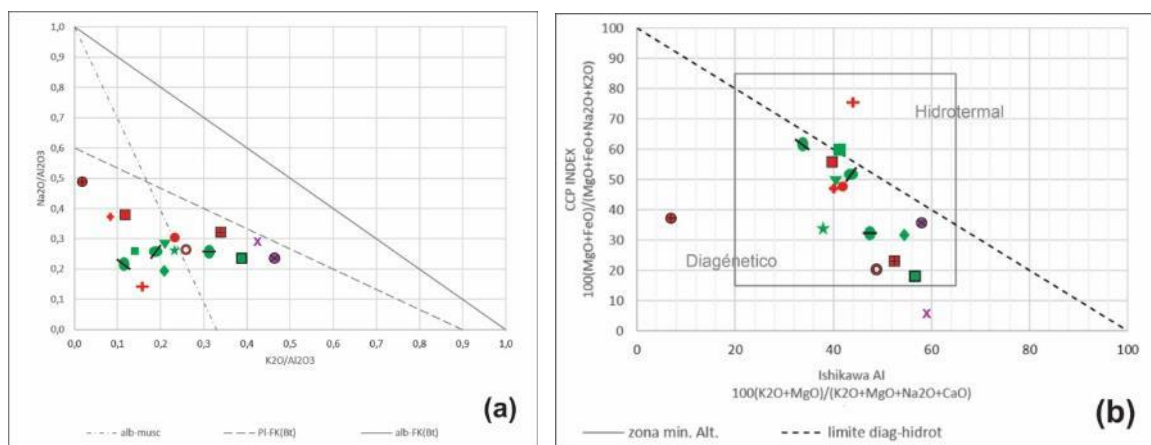 1,0
0,9
0,8
0,7
0,6
0,5
0,4
0,3
0,2
0,1
0,0
Na2O/Al2O3
0,0 0,1 0,2 0,3 0,4 0,5 0,6 0,7 0,8 0,9 1,0
K2O/Al2O3
(a)
alb-musc Pl-FK(Bt) alb-FK(Bt)
100
90
80
70
60
50
40
30
20
10
0
CCP INDEX
100(MgO+FeO)/(MgO+FeO+Na2O+K2O)
Hidrotermal
Diagénetico
0 20 40 60 80 100
Ishikawa AI
100(K2O+MgO)/(K2O+MgO+Na2O+CaO)
(b)
zona min. Alt. limite diag-hidrot